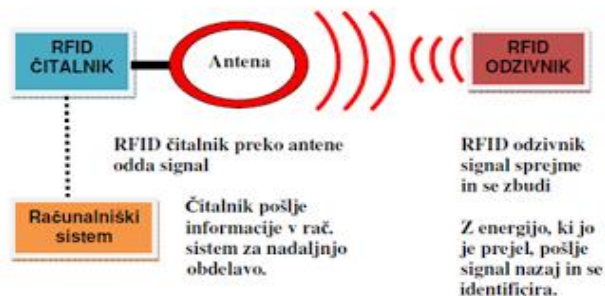 RFID
ČITALNIK
Antena
RFID
ODZIVNIK
RFID čitalnik preko antene
odda signal
RFID odzivnik
signal sprejme
in se zbudi
Računalniški
sistem
Čitalnik pošlje
informacije v rač.
sistem za nadaljnjo
obdelavo.
Z energijo, ki jo
je prejel, pošlje
signal nazaj in se
identificira.